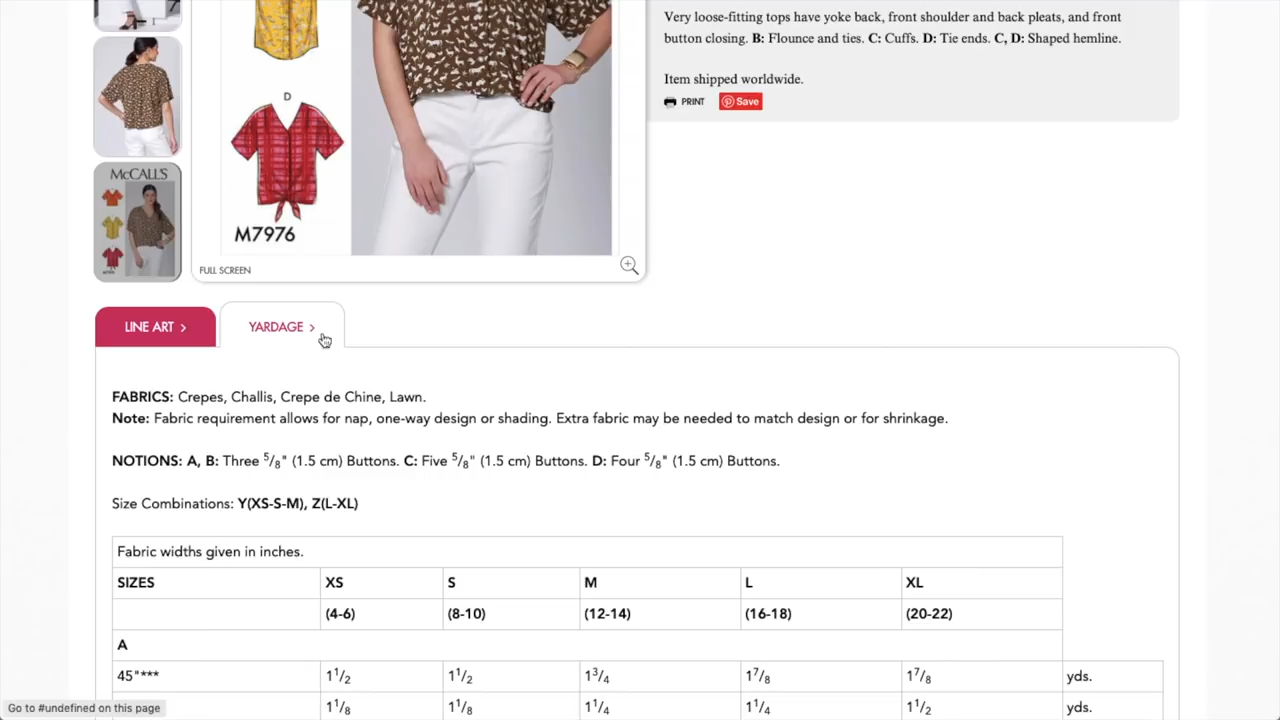 Very loose-fitting tops have yoke back, front shoulder and back pleats, and front
button closing. B: Flounce and ties. C: Cuffs. D: Tie ends. C, D: Shaped hemline.
Item shipped worldwide.
PRINT Save
D
McCALL'S
M7976
FULL SCREEN
LINE ART > YARDAGE >
FABRICS: Crepes, Challis, Crepe de Chine, Lawn.
Note: Fabric requirement allows for nap, one-way design or shading. Extra fabric may be needed to match design or for shrinkage.
NOTIONS: A, B: Three 5/8" (1.5 cm) Buttons. C: Five 5/8" (1.5 cm) Buttons. D: Four 5/8" (1.5 cm) Buttons.
Size Combinations: Y(XS-S-M), Z(L-XL)
Fabric widths given in inches.
SIZES XS S M L XL
(4-6) (8-10) (12-14) (16-18) (20-22)
A
45"*** 1 1/2 1 1/2 1 3/4 1 7/8 1 7/8 yds.
1 1/8 1 1/8 1 1/4 1 1/4 1 1/2 yds.
Go to #undefined on this page